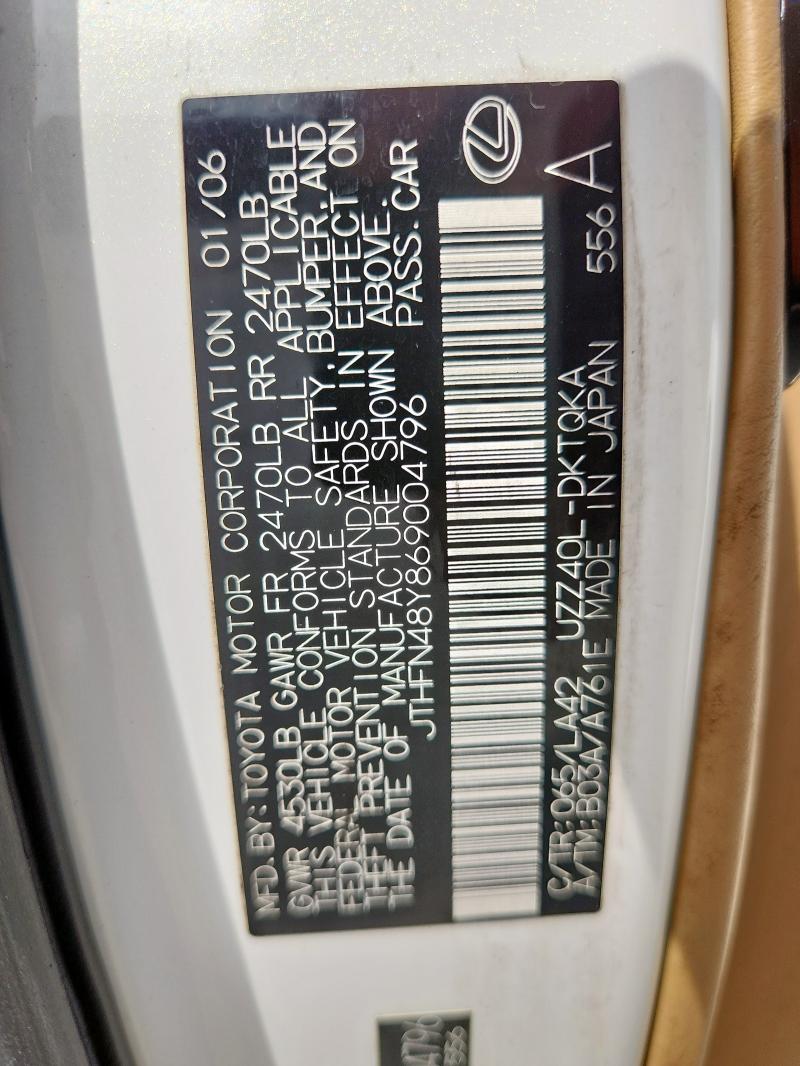 MFD.BY:TOYOTA MOTOR CORPORATION 01/06
GVWR 4530LB GAWR FR 2470LB RR 2470LB
THIS VEHICLE CONFORMS TO ALL APPLICABLE
FEDERAL MOTOR VEHICLE SAFETY,BUMPER,AND
THEFT PREVENTION STANDARDS IN EFFECT ON
THE DATE OF MANUFACTURE SHOWN ABOVE.
JTHFN48Y869004796 PASS.CAR
C/TR:065/LA42 UZZ40L-DKTQKA
A/TM:B03A/A761E MADE IN JAPAN 556 A
4796
556